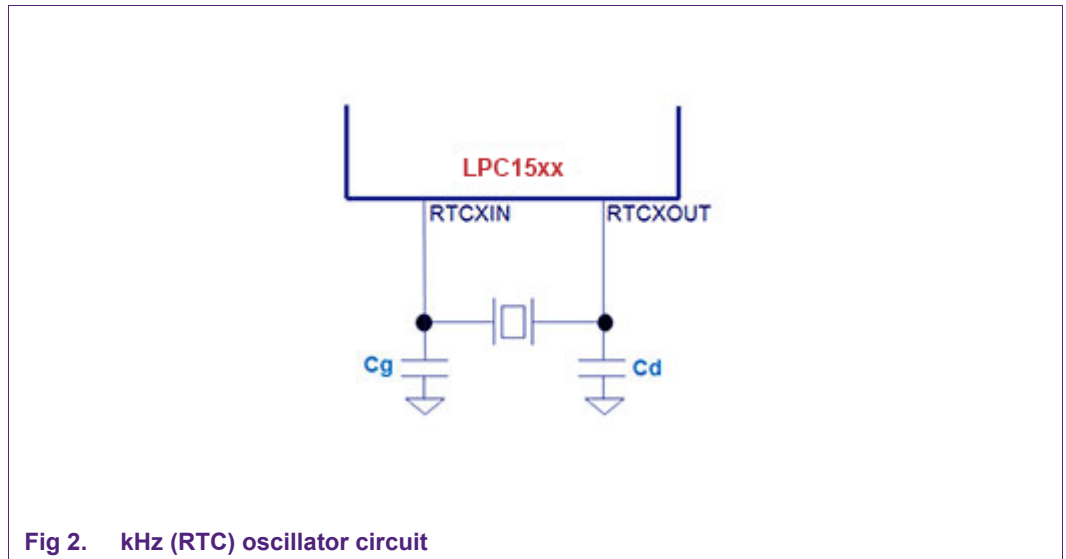 LPC15xx
RTCXIN RTCXOUT
Cg Cd
Fig 2. kHz (RTC) oscillator circuit